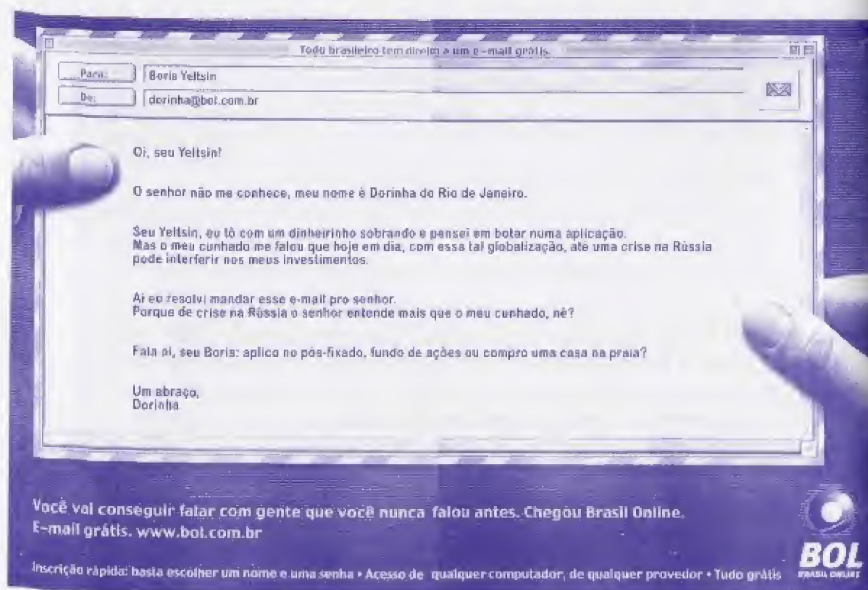 Todo brasileiro tem direito a um e-mail grátis.
Para: Boris Yeltsin
De: dorinha@bol.com.br
Oi, seu Yeltsin!
O senhor não me conhece, meu nome é Dorinha do Rio de Janeiro.
Seu Yeltsin, eu tô com um dinheirinho sobrando e pensei em botar numa aplicação.
Mas o meu cunhado me falou que hoje em dia, com essa tal globalização, até uma crise na Rússia
pode interferir nos meus investimentos.
Aí eu resolvi mandar esse e-mail pro senhor.
Porque de crise na Rússia o senhor entende mais que o meu cunhado, né?
Fala aí, seu Boris: aplico no pós-fixado, fundo de ações ou compro uma casa na praia?
Um abraço,
Dorinha
Você vai conseguir falar com gente que você nunca falou antes. Chegou Brasil Online.
E-mail grátis. www.bol.com.br
Inscrição rápida: basta escolher um nome e uma senha • Acesso de qualquer computador, de qualquer provedor • Tudo grátis
BOL
BRASIL ONLINE